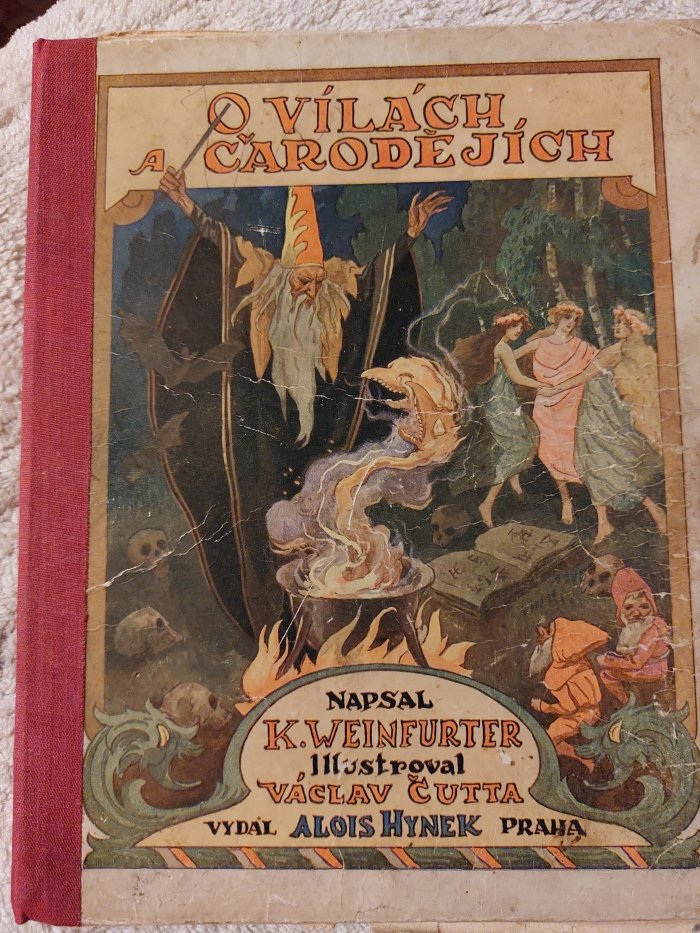 O VÍLÁCH
A ČARODĚJÍCH
NAPSAL
K. WEINFURTER
Illustroval
VÁCLAV ČUTTA
VYDAL ALOIS HYNEK PRAHA